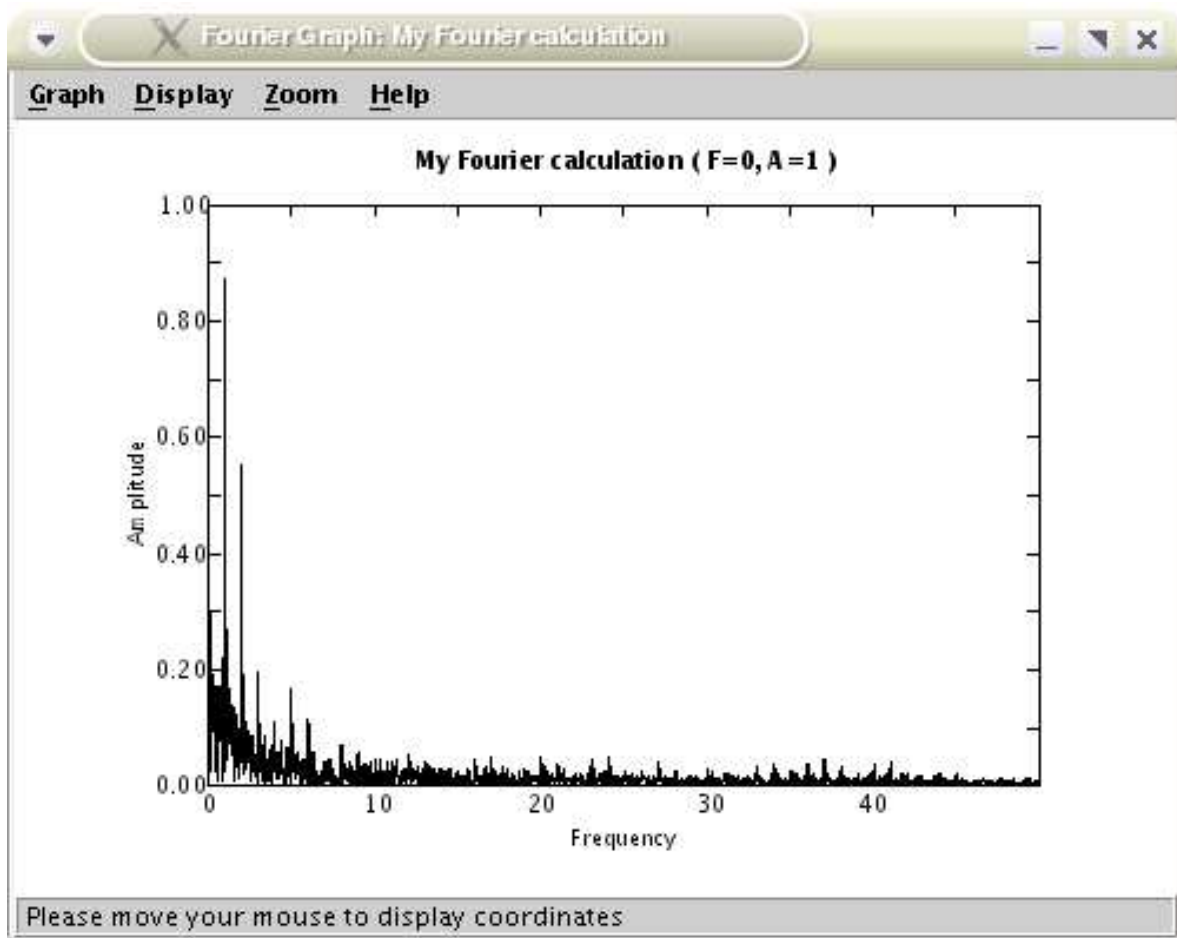 Fourier Graph: My Fourier calculation
Graph Display Zoom Help
My Fourier calculation ( F=0, A=1 )
1.00
0.80
0.60
0.40
0.20
0.00
Amplitude
0 10 20 30 40
Frequency
Please move your mouse to display coordinates